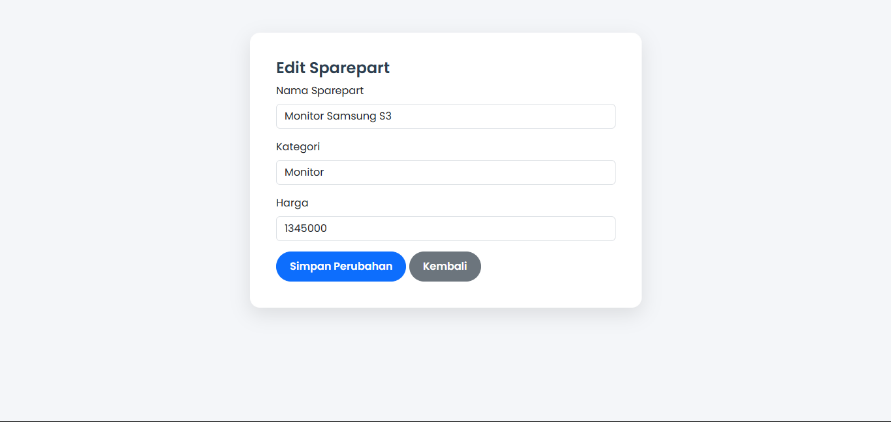 Edit Sparepart
Nama Sparepart
Monitor Samsung S3
Kategori
Monitor
Harga
1345000
Simpan Perubahan Kembali